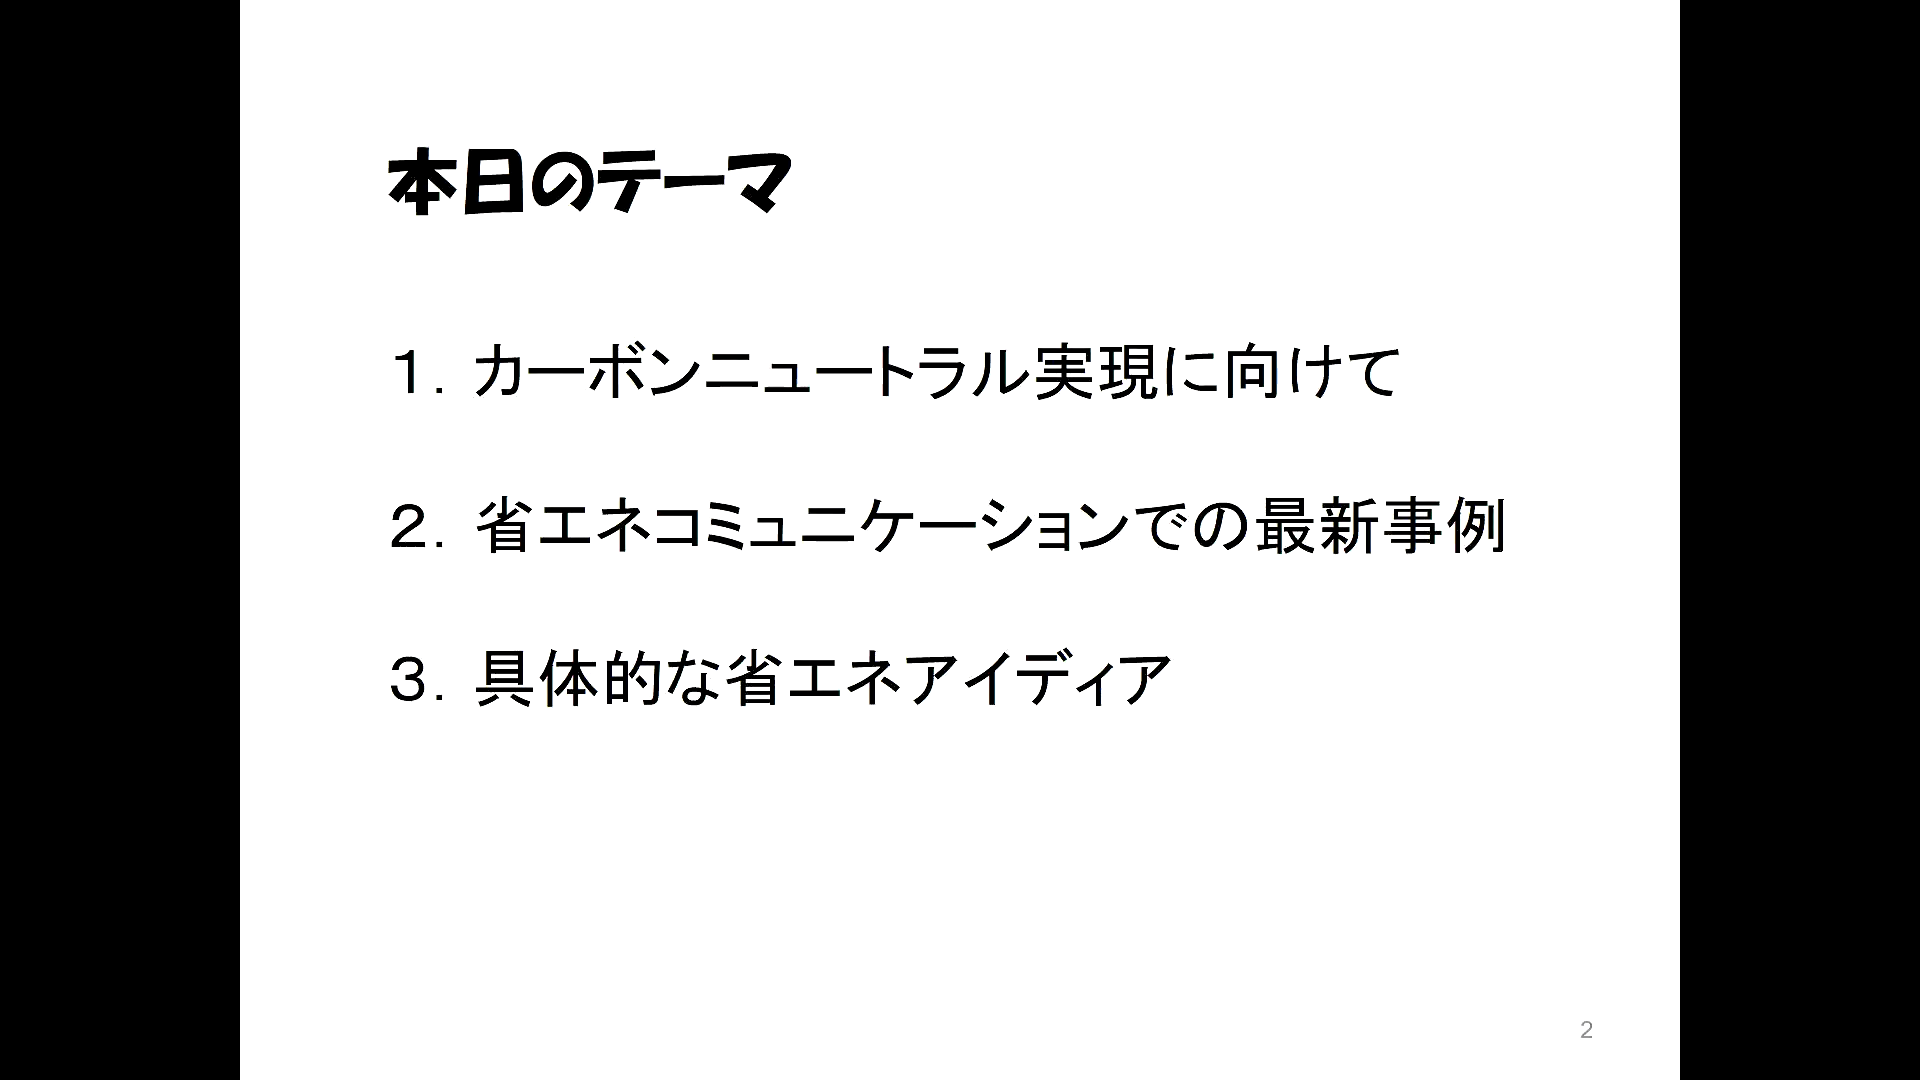 本日のテーマ
１．カーボンニュートラル実現に向けて
２．省エネコミュニケーションでの最新事例
３．具体的な省エネアイディア
2